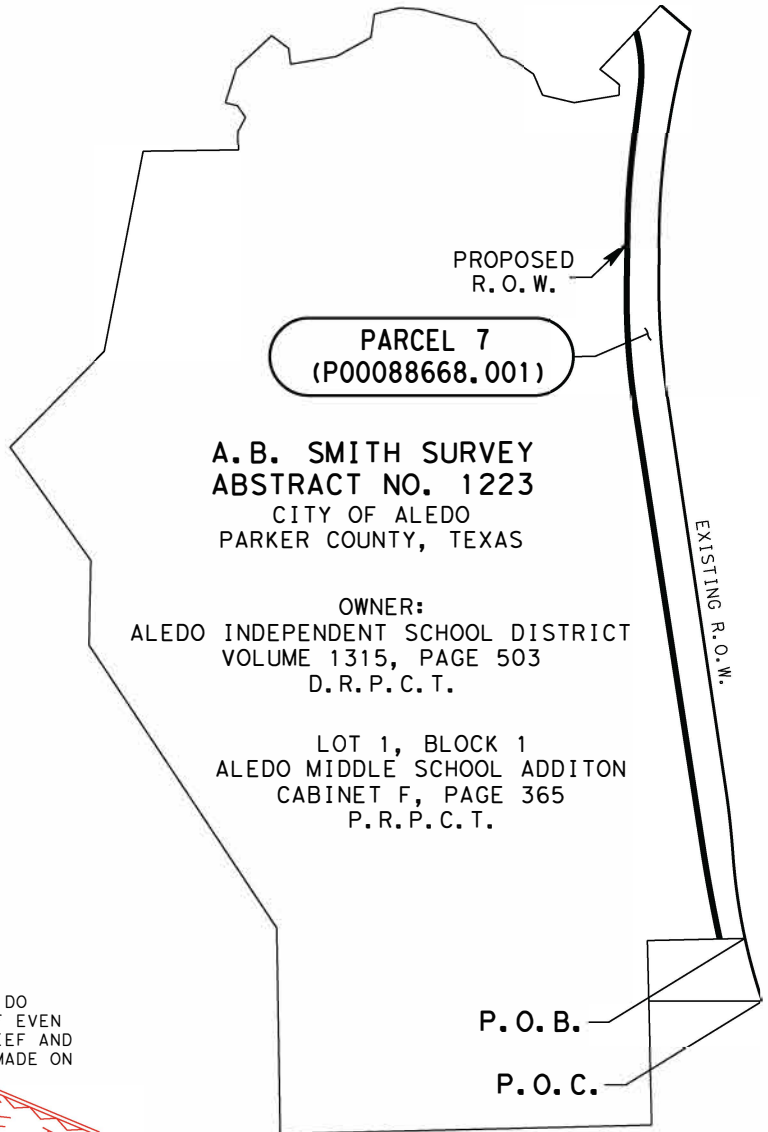 PROPOSED
R.O.W.
PARCEL 7
(P00088668.001)
A.B. SMITH SURVEY
ABSTRACT NO. 1223
CITY OF ALEDO
PARKER COUNTY, TEXAS
EXISTING R.O.W.
OWNER:
ALEDO INDEPENDENT SCHOOL DISTRICT
VOLUME 1315, PAGE 503
D.R.P.C.T.
LOT 1, BLOCK 1
ALEDO MIDDLE SCHOOL ADDITON
CABINET F, PAGE 365
P.R.P.C.T.
DO
EVEN
AND
MADE ON
P.O.B.
P.O.C.